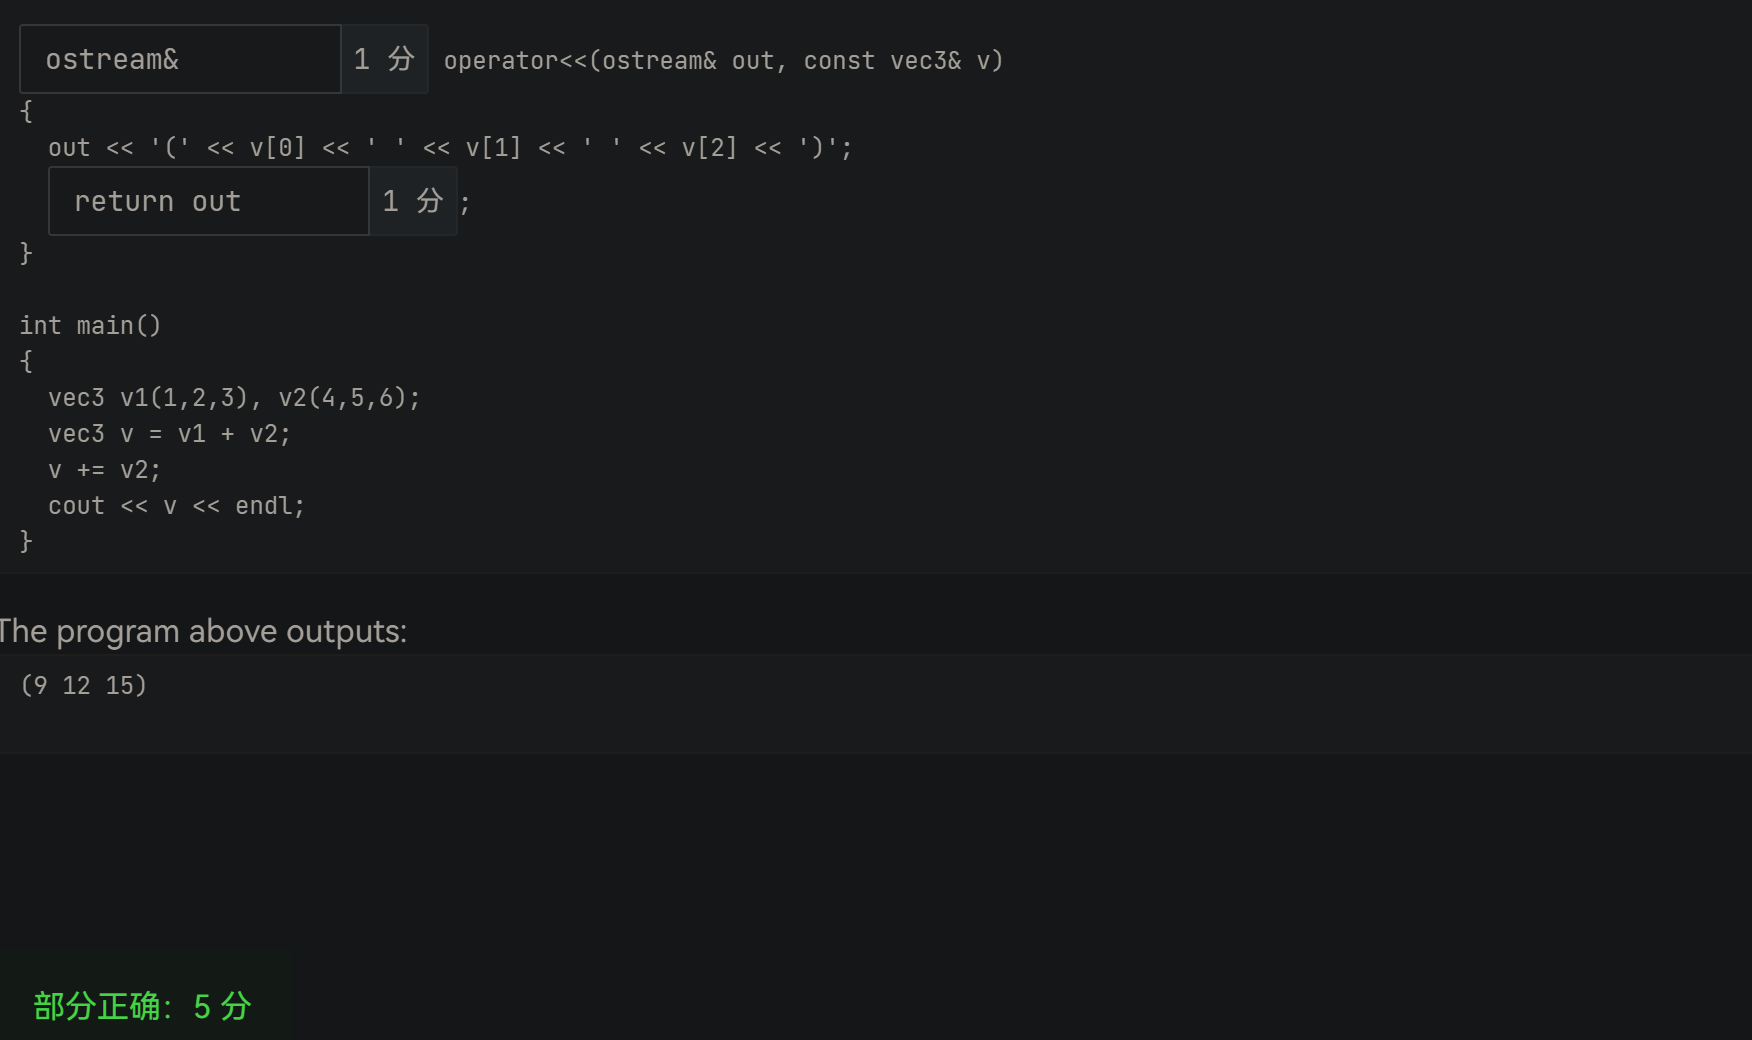 ostream& 1 分 operator<<(ostream& out, const vec3& v)
{
  out << '(' << v[0] << ' ' << v[1] << ' ' << v[2] << ')';
  return out 1 分 ;
}

int main()
{
  vec3 v1(1,2,3), v2(4,5,6);
  vec3 v = v1 + v2;
  v += v2;
  cout << v << endl;
}
The program above outputs:
(9 12 15)
部分正确：5 分